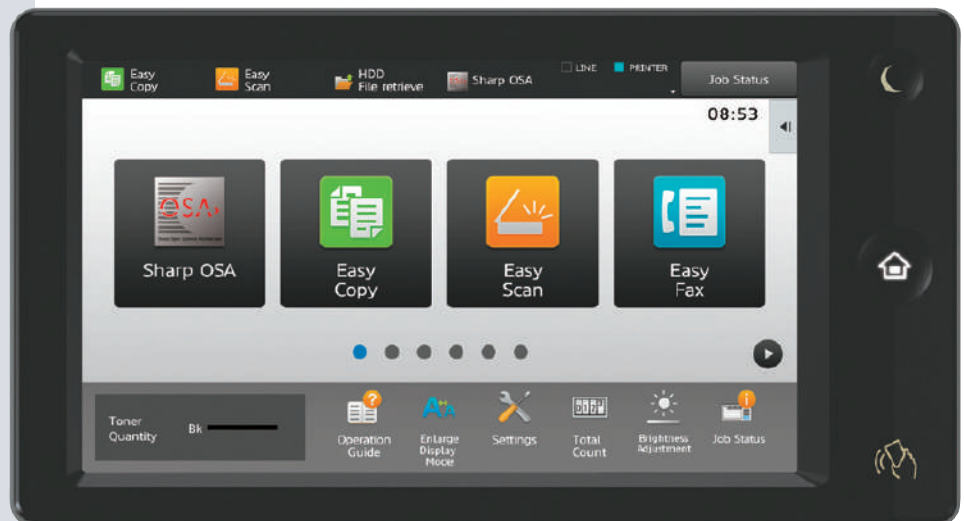 Easy
Copy
Easy
Scan
HDD
File retrieve
Sharp OSA
LINE
PRINTER
Job Status
08:53
OSA
Sharp OSA
Easy
Copy
Easy
Scan
Easy
Fax
Toner
Quantity
Bk
Operation
Guide
Enlarge
Display
Mode
Settings
Total
Count
Brightness
Adjustment
Job Status